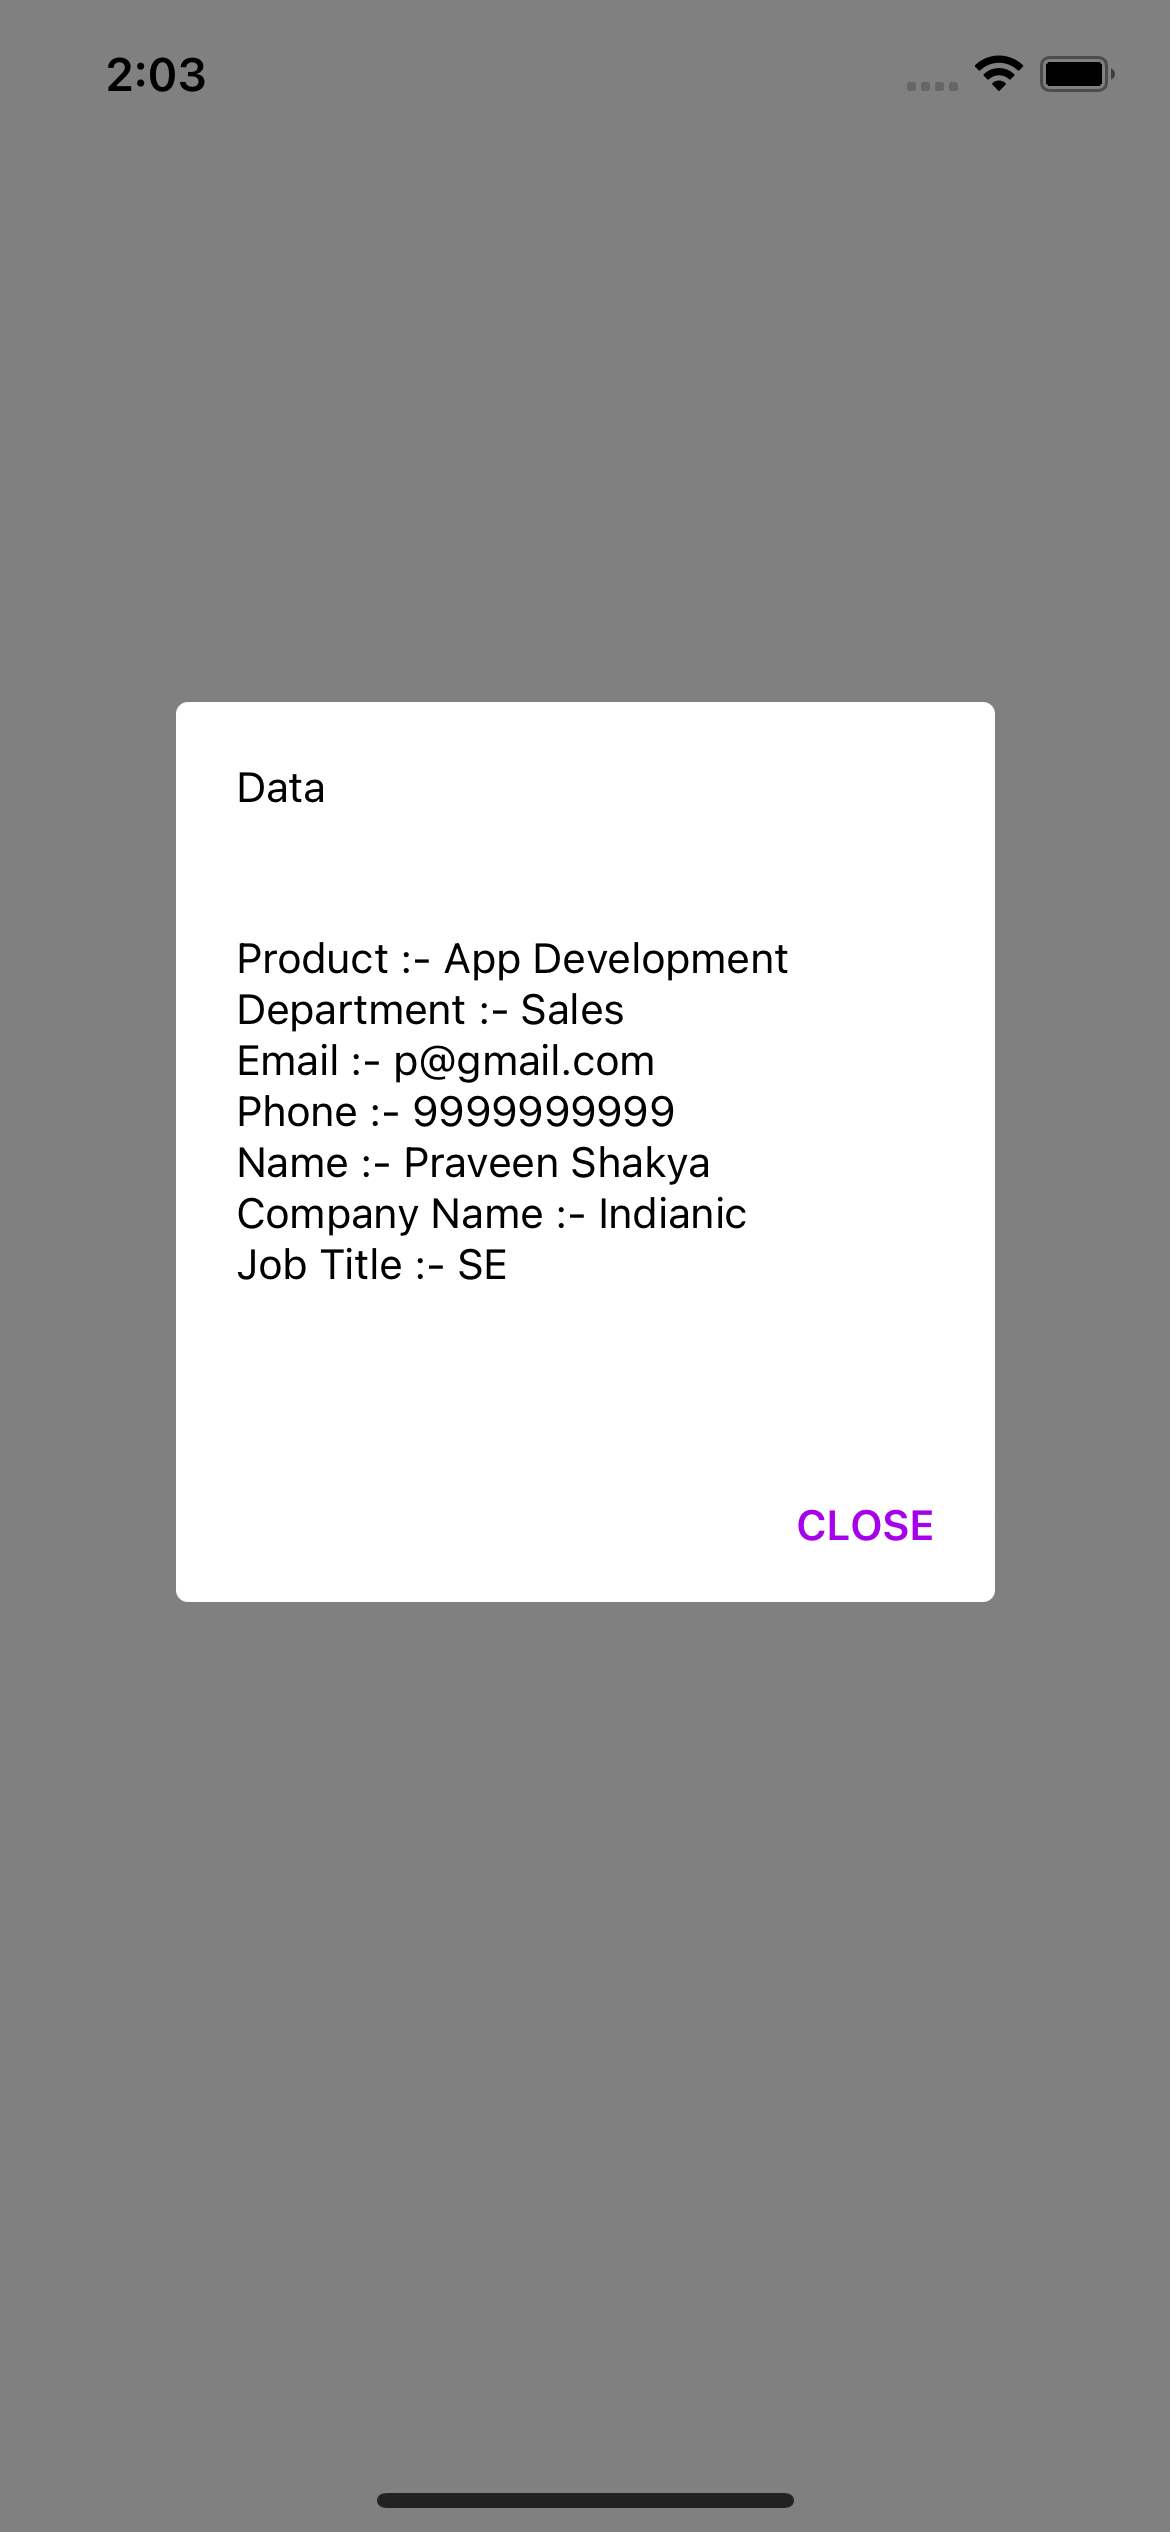 2:03
Data
Product :- App Development
Department :- Sales
Email :- p@gmail.com
Phone :- 9999999999
Name :- Praveen Shakya
Company Name :- Indianic
Job Title :- SE
CLOSE